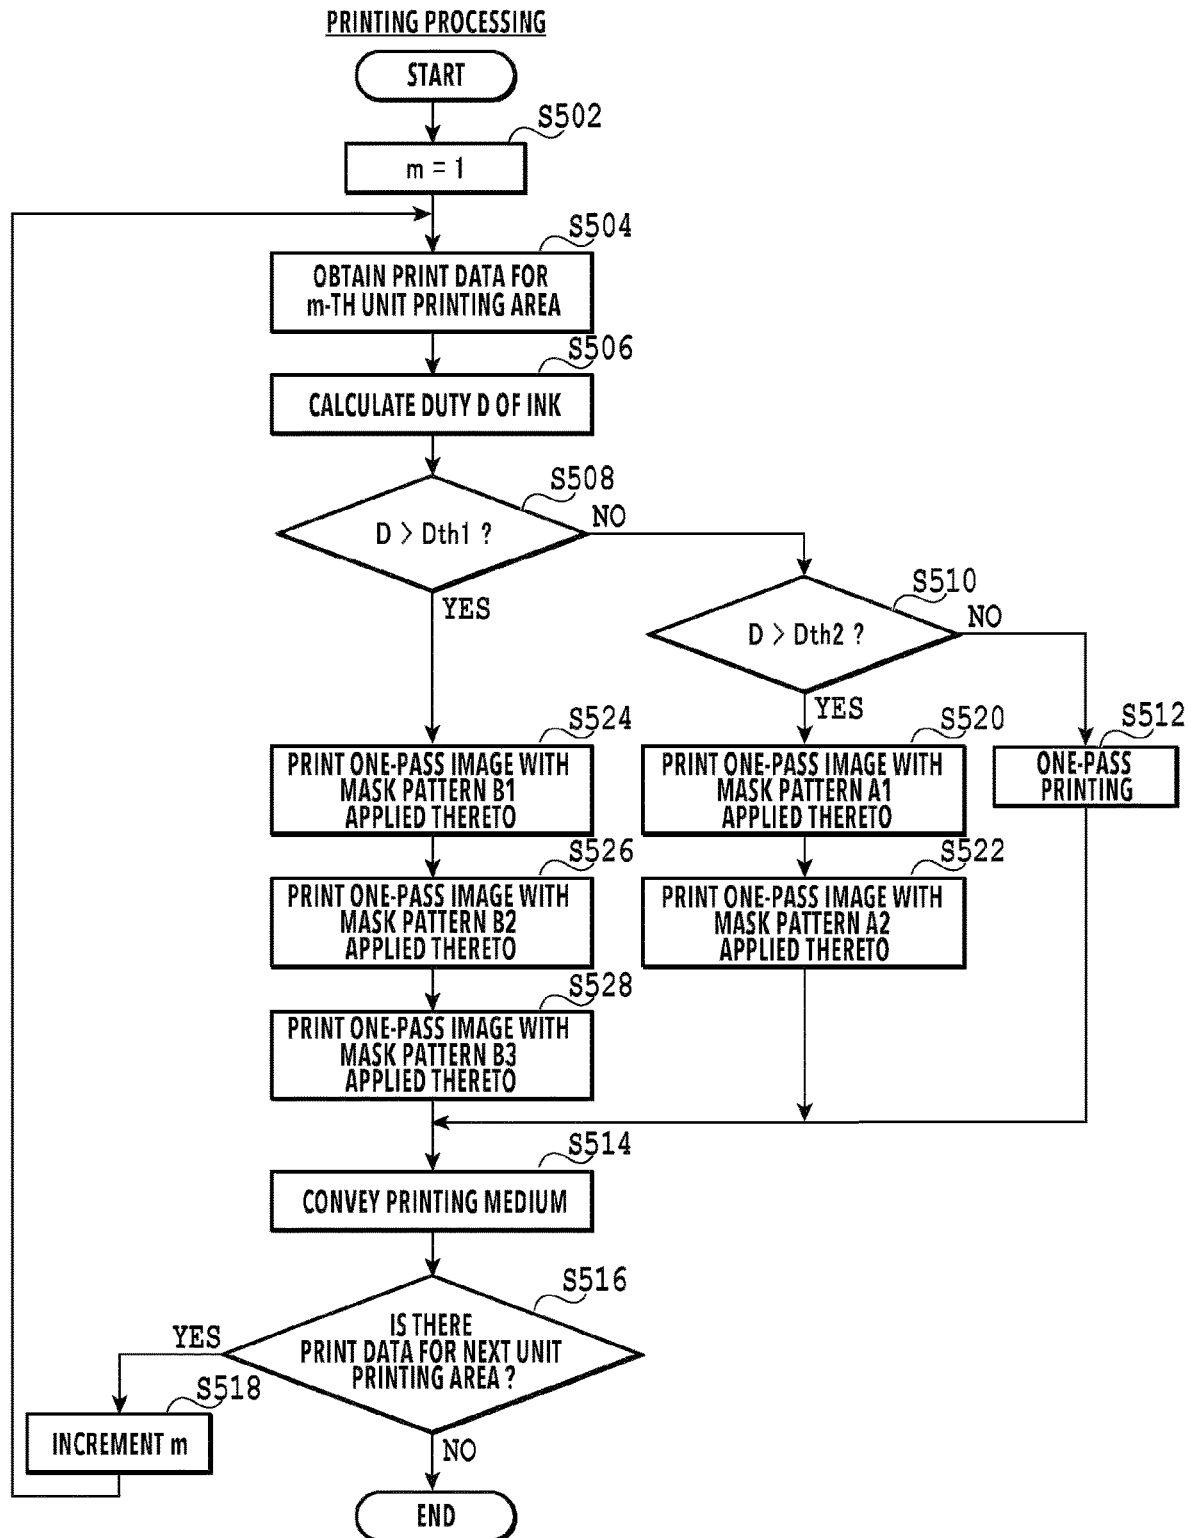 PRINTING PROCESSING
START
S502
m = 1
S504
OBTAIN PRINT DATA FOR
m-TH UNIT PRINTING AREA
S506
CALCULATE DUTY D OF INK
S508
D > Dth1 ?
NO
YES
S510
D > Dth2 ?
NO
YES
S524
PRINT ONE-PASS IMAGE WITH
MASK PATTERN B1
APPLIED THERETO
S520
PRINT ONE-PASS IMAGE WITH
MASK PATTERN A1
APPLIED THERETO
S512
ONE-PASS
PRINTING
S526
PRINT ONE-PASS IMAGE WITH
MASK PATTERN B2
APPLIED THERETO
S522
PRINT ONE-PASS IMAGE WITH
MASK PATTERN A2
APPLIED THERETO
S528
PRINT ONE-PASS IMAGE WITH
MASK PATTERN B3
APPLIED THERETO
S514
CONVEY PRINTING MEDIUM
S516
IS THERE
PRINT DATA FOR NEXT UNIT
PRINTING AREA ?
YES
S518
INCREMENT m
NO
END